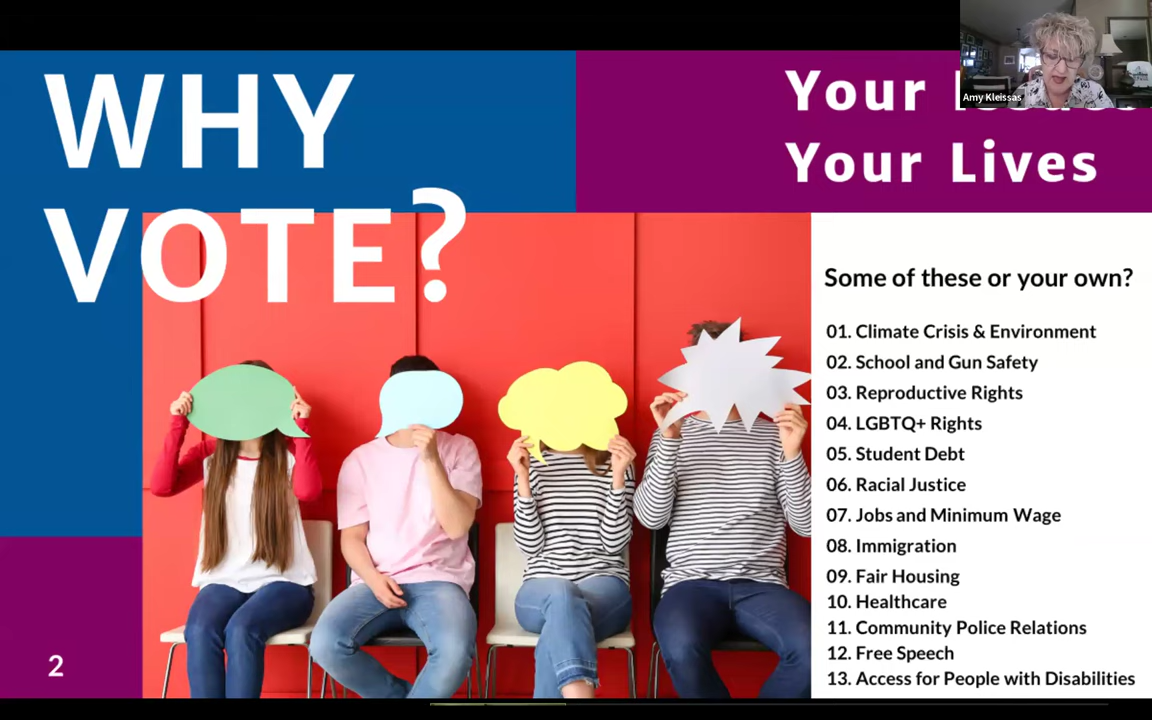 WHY
VOTE?
Your
Your Lives
Amy Kleissas
Some of these or your own?
01. Climate Crisis & Environment
02. School and Gun Safety
03. Reproductive Rights
04. LGBTQ+ Rights
05. Student Debt
06. Racial Justice
07. Jobs and Minimum Wage
08. Immigration
09. Fair Housing
10. Healthcare
11. Community Police Relations
12. Free Speech
13. Access for People with Disabilities
2